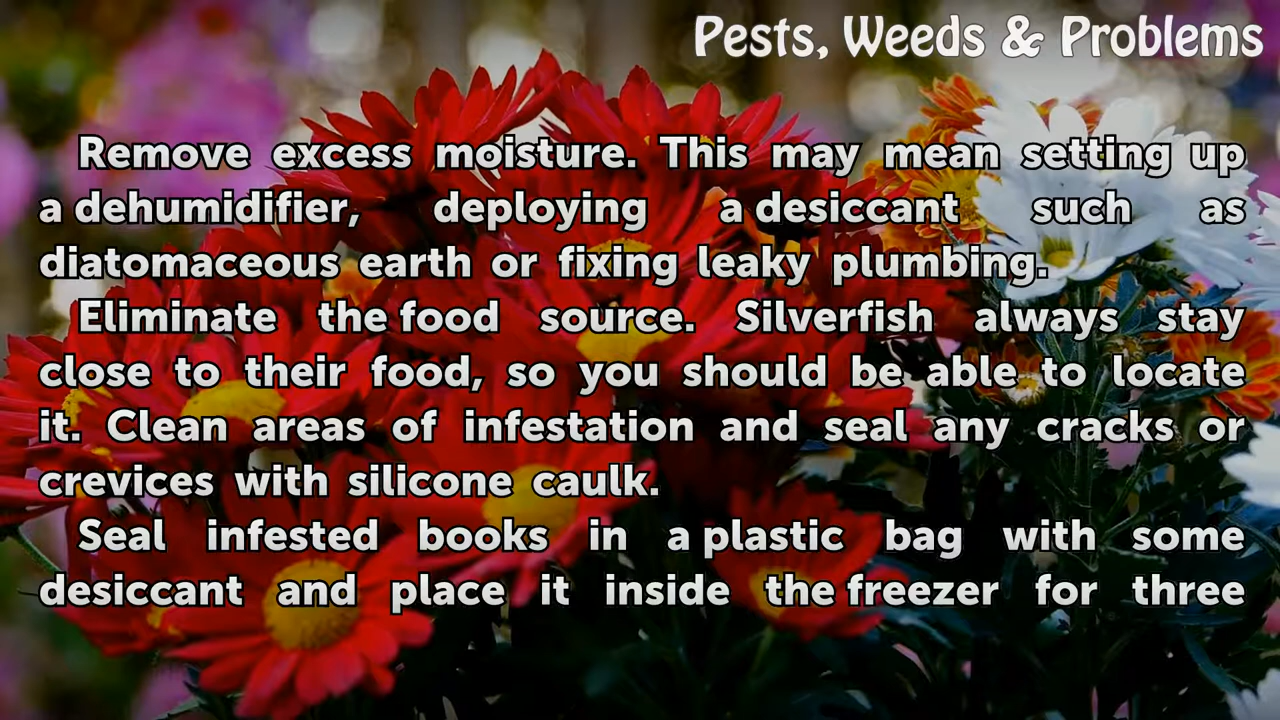 Pests, Weeds & Problems
Remove excess moisture. This may mean setting up
a dehumidifier, deploying a desiccant such as
diatomaceous earth or fixing leaky plumbing.
Eliminate the food source. Silverfish always stay
close to their food, so you should be able to locate
it. Clean areas of infestation and seal any cracks or
crevices with silicone caulk.
Seal infested books in a plastic bag with some
desiccant and place it inside the freezer for three